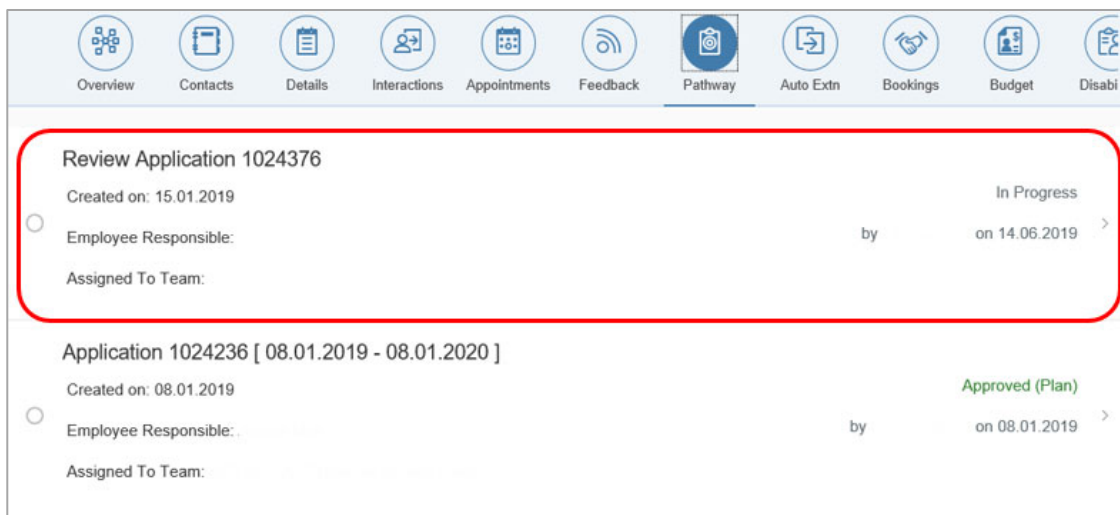 Overview Contacts Details Interactions Appointments Feedback Pathway Auto Extn Bookings Budget Disabi
Review Application 1024376
Created on: 15.01.2019
In Progress
Employee Responsible:
by on 14.06.2019
Assigned To Team:
Application 1024236 [ 08.01.2019 - 08.01.2020 ]
Created on: 08.01.2019
Approved (Plan)
Employee Responsible:
by on 08.01.2019
Assigned To Team: